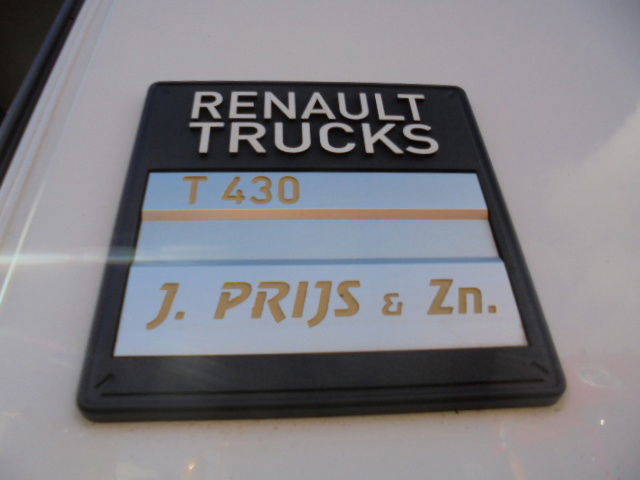 RENAULT
TRUCKS
T 430
J. PRIJS & Zn.